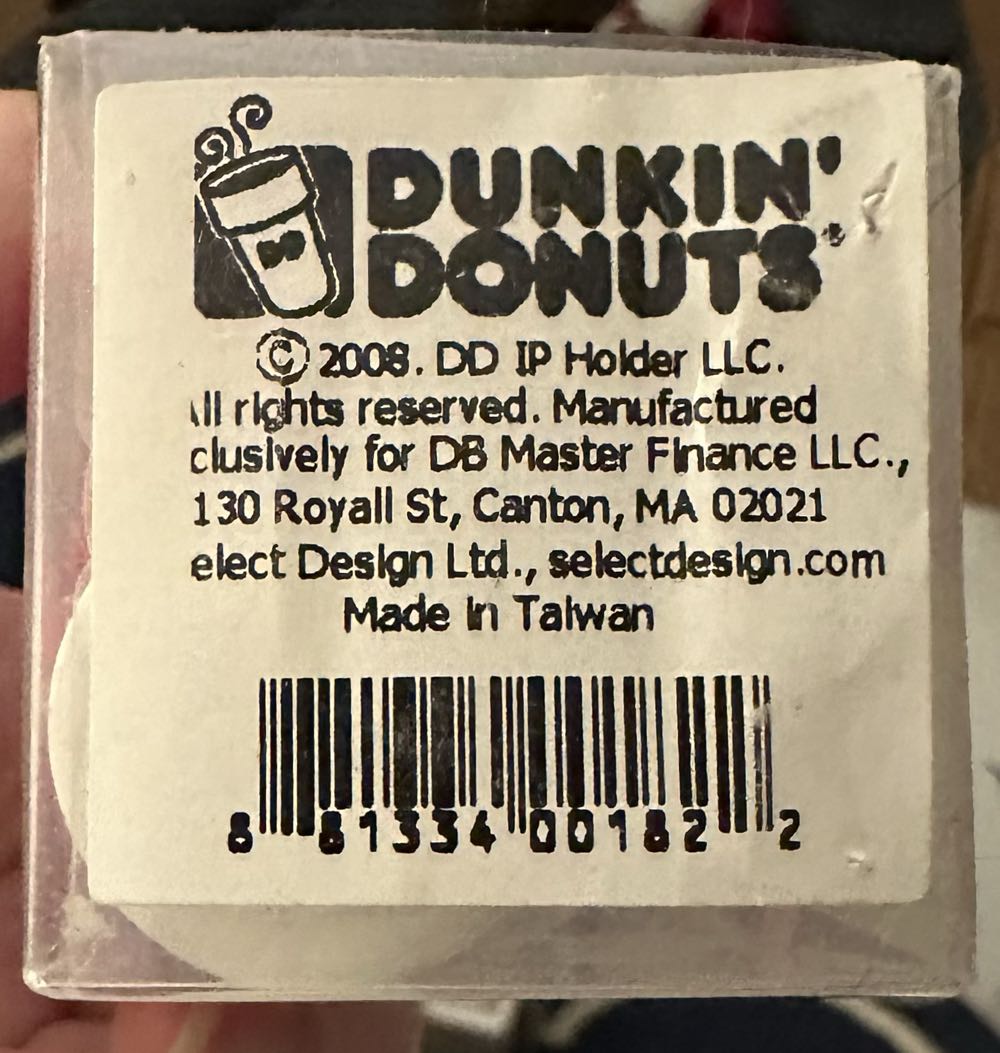 DUNKIN'
DONUTS®
© 2008. DD IP Holder LLC.
ll rights reserved. Manufactured
clusively for DB Master Finance LLC.,
130 Royall St, Canton, MA 02021
elect Design Ltd., selectdesign.com
Made in Taiwan
8 81334 00182 2